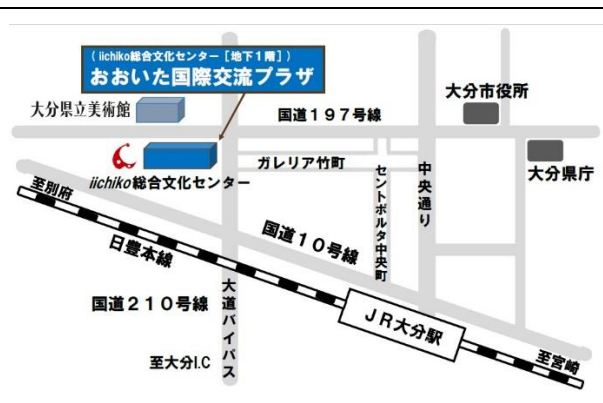 （iichiko総合文化センター［地下１階］）
おおいた国際交流プラザ
大分県立美術館
国道１９７号線
大分市役所
ガレリア竹町
大分県庁
iichiko総合文化センター
セントポルタ中央町
中央通り
至別府
日豊本線
国道１０号線
国道２１０号線
大道バイパス
ＪＲ大分駅
至大分I.C
至宮崎